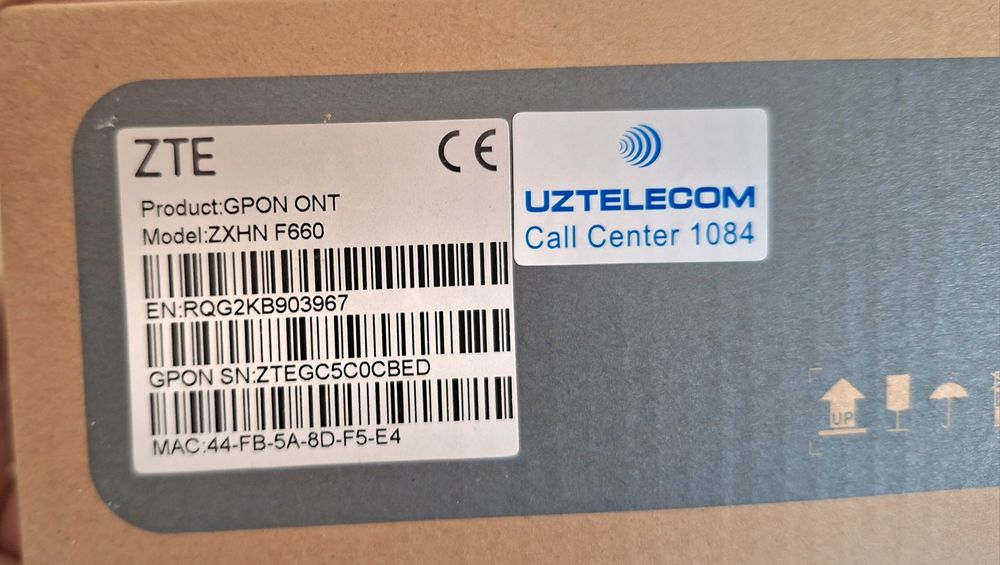 ZTE
CE
Product:GPON ONT
Model:ZXHN F660
EN:RQG2KB903967
GPON SN:ZTEGC5C0CBED
MAC:44-FB-5A-8D-F5-E4
UZTELECOM
Call Center 1084
UP